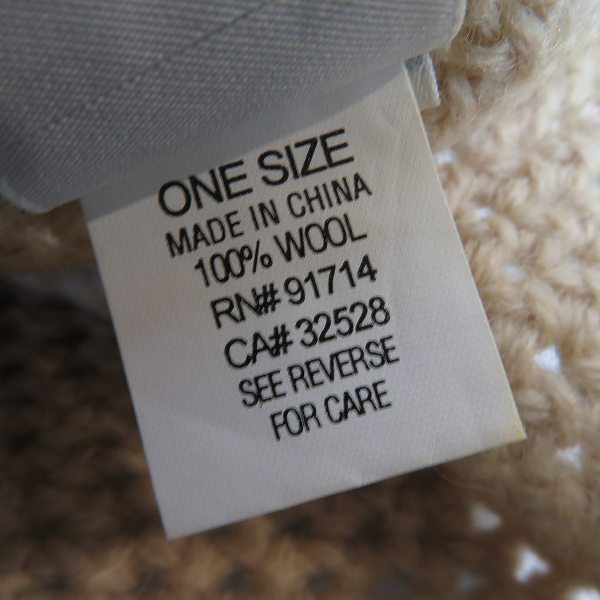 ONE SIZE
MADE IN CHINA
100% WOOL
RN# 91714
CA# 32528
SEE REVERSE
FOR CARE